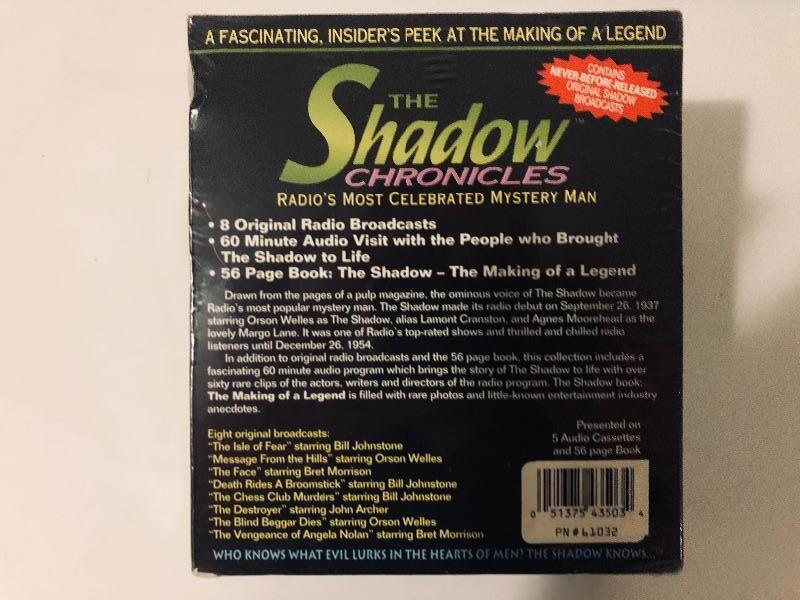 A FASCINATING, INSIDER'S PEEK AT THE MAKING OF A LEGEND
CONTAINS
NEVER-BEFORE-RELEASED
ORIGINAL SHADOW
BROADCASTS
THE
Shadow™
CHRONICLES
RADIO'S MOST CELEBRATED MYSTERY MAN
• 8 Original Radio Broadcasts
• 60 Minute Audio Visit with the People who Brought
The Shadow to Life
• 56 Page Book: The Shadow – The Making of a Legend
Drawn from the pages of a pulp magazine, the ominous voice of The Shadow became
Radio's most popular mystery man. The Shadow made its radio debut on September 26, 1937
starring Orson Welles as The Shadow, alias Lamont Cranston, and Agnes Moorehead as the
lovely Margo Lane. It was one of Radio's top-rated shows and thrilled and chilled radio
listeners until December 26, 1954.
In addition to original radio broadcasts and the 56 page book, this collection includes a
fascinating 60 minute audio program which brings the story of The Shadow to life with over
sixty rare clips of the actors, writers and directors of the radio program. The Shadow book:
The Making of a Legend is filled with rare photos and little-known entertainment industry
anecdotes.
Presented on
5 Audio Cassettes
and 56 page Book
Eight original broadcasts:
"The Isle of Fear" starring Bill Johnstone
"Message From the Hills" starring Orson Welles
"The Face" starring Bret Morrison
"Death Rides A Broomstick" starring Bill Johnstone
"The Chess Club Murders" starring Bill Johnstone
"The Destroyer" starring John Archer
"The Blind Beggar Dies" starring Orson Welles
"The Vengeance of Angela Nolan" starring Bret Morrison
0 51375 43503 4
PN # 61032
WHO KNOWS WHAT EVIL LURKS IN THE HEARTS OF MEN? THE SHADOW KNOWS...™